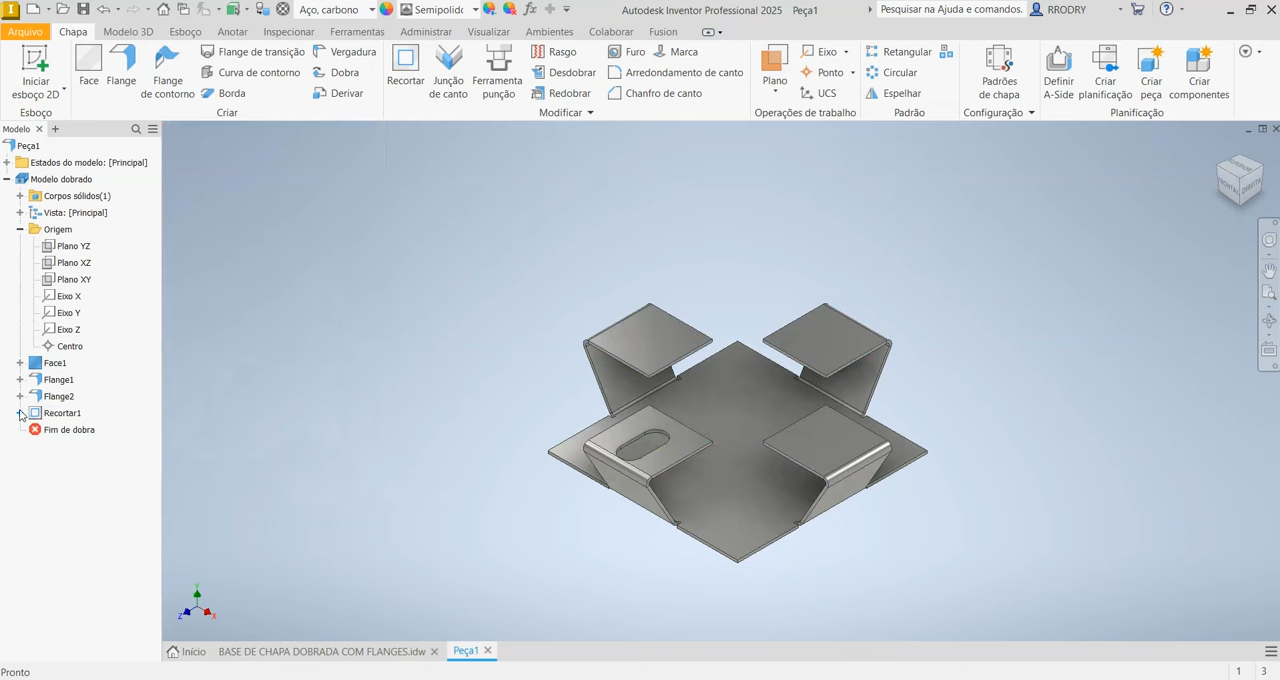 Aço, carbono
Semipolido
fx
Autodesk Inventor Professional 2025 Peça1
Pesquisar na Ajuda e comandos.
RRODRY
Arquivo Chapa Modelo 3D Esboço Anotar Inspecionar Ferramentas Administrar Visualizar Ambientes Colaborar Fusion
Iniciar
esboço 2D
Esboço
Face
Flange
Flange
de contorno
Flange de transição
Curva de contorno
Borda
Vergadura
Dobra
Derivar
Criar
Recortar
Junção
de canto
Ferramenta
punção
Rasgo
Desdobrar
Redobrar
Furo
Marca
Arredondamento de canto
Chanfro de canto
Modificar
Plano
Eixo
Ponto
UCS
Operações de trabalho
Retangular
Circular
Espelhar
Padrão
Padrões
de chapa
Configuração
Definir
A-Side
Criar
planificação
Criar
peça
Criar
componentes
Planificação
Modelo
Peça1
Estados do modelo: [Principal]
Modelo dobrado
Corpos sólidos(1)
Vista: [Principal]
Origem
Plano YZ
Plano XZ
Plano XY
Eixo X
Eixo Y
Eixo Z
Centro
Face1
Flange1
Flange2
Recortar1
Fim de dobra
SUPERIOR
FRONTAL
DIREITA
Y
Z
X
Início
BASE DE CHAPA DOBRADA COM FLANGES.idw
Peça1
Pronto
1 3